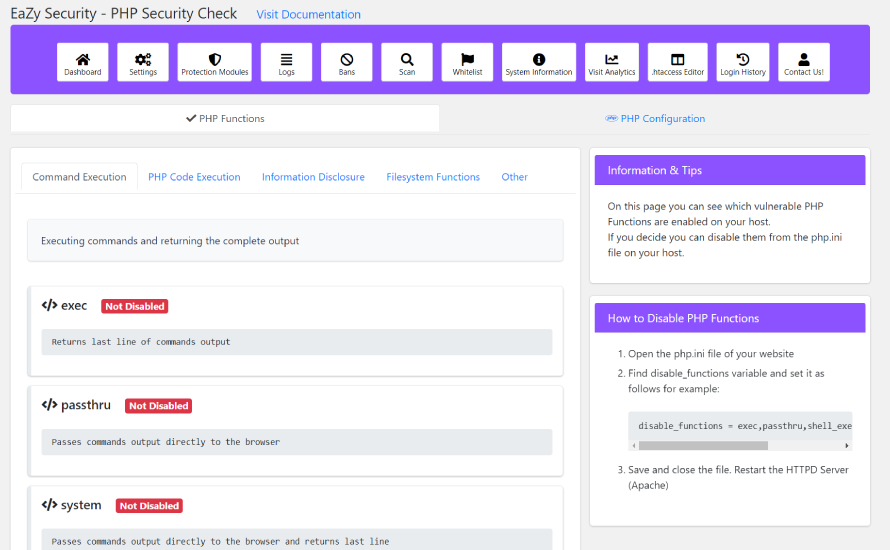 EaZy Security - PHP Security Check Visit Documentation
Dashboard Settings Protection Modules Logs Bans Scan Whitelist System Information Visit Analytics .htaccess Editor Login History Contact Us!
PHP Functions
PHP Configuration
Command Execution PHP Code Execution Information Disclosure Filesystem Functions Other
Executing commands and returning the complete output
</> exec Not Disabled
Returns last line of commands output
</> passthru Not Disabled
Passes commands output directly to the browser
</> system Not Disabled
Passes commands output directly to the browser and returns last line
Information & Tips
On this page you can see which vulnerable PHP
Functions are enabled on your host.
If you decide you can disable them from the php.ini
file on your host.
How to Disable PHP Functions
1. Open the php.ini file of your website
2. Find disable_functions variable and set it as
follows for example:
disable_functions = exec,passthru,shell_exe
3. Save and close the file. Restart the HTTPD Server
(Apache)